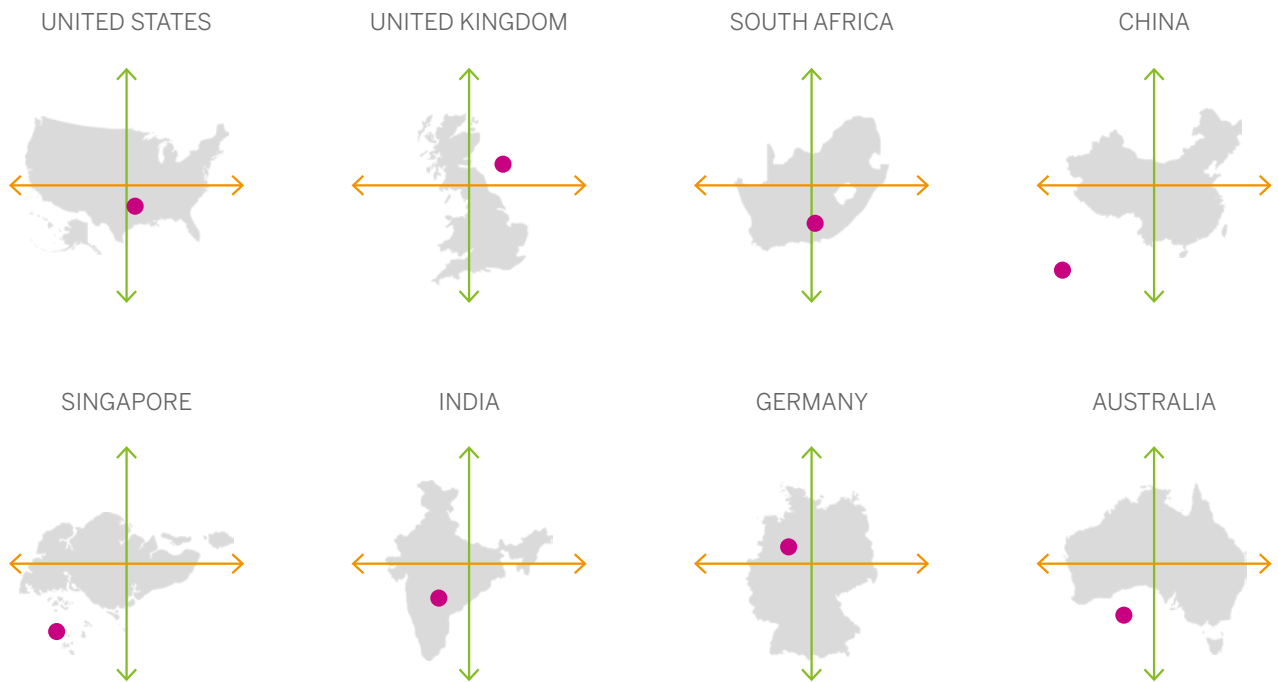 UNITED STATES
UNITED KINGDOM
SOUTH AFRICA
CHINA
SINGAPORE
INDIA
GERMANY
AUSTRALIA